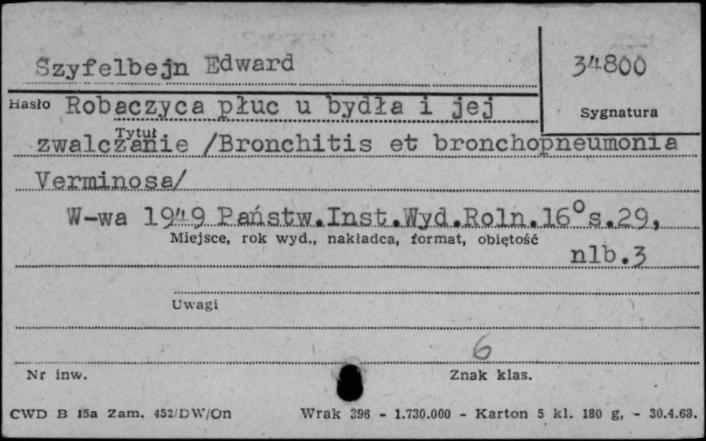 Szyfelbejn Edward
34800
Hasło Robaczyca płuc u bydła i jej
Sygnatura
Tytuł
zwalczanie /Bronchitis et bronchopneumonia
Verminosa/
W-wa 1949 Państw.Inst.Wyd.Roln.16° s.29,
Miejsce, rok wyd., nakładca, format, objętość
nlb.3
Uwagi
6
Nr inw.
Znak klas.
CWD B 15a Zam. 452/DW/On Wrak 396 - 1.730.000 - Karton 5 kl. 180 g, - 30.4.68.